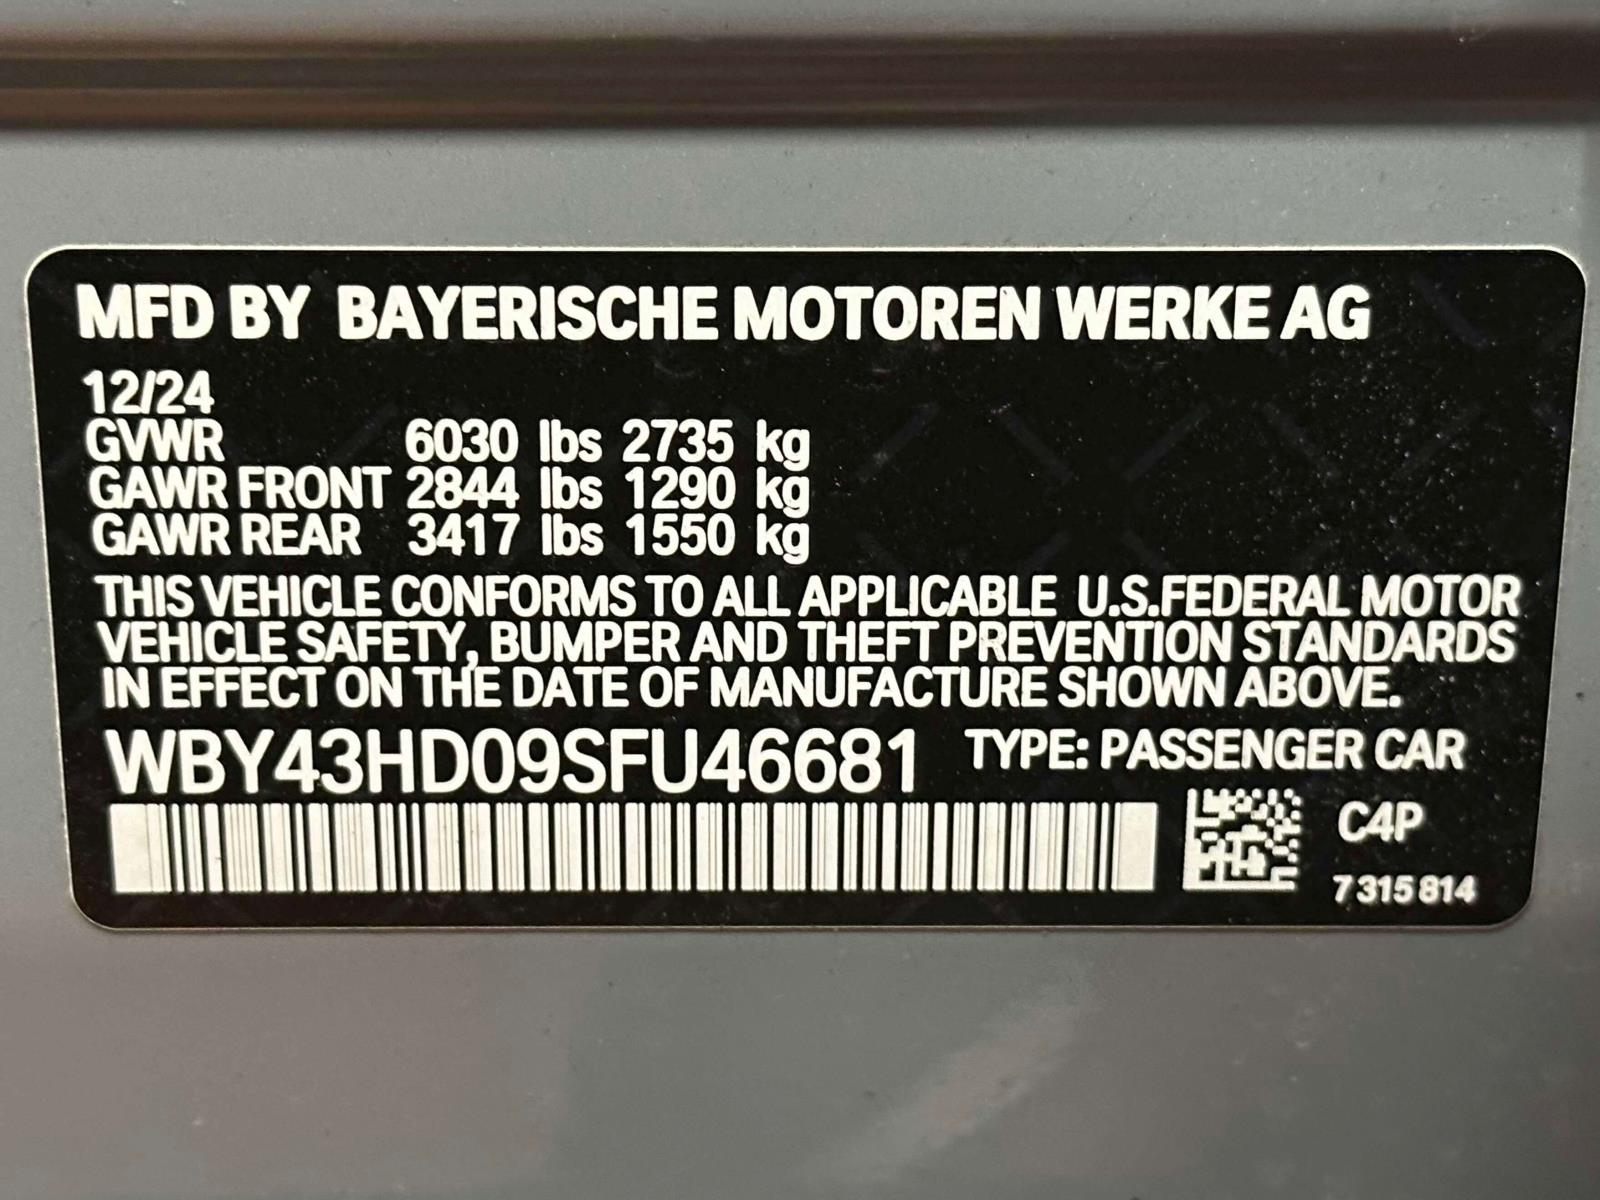 MFD BY BAYERISCHE MOTOREN WERKE AG
12/24
GVWR 6030 lbs 2735 kg
GAWR FRONT 2844 lbs 1290 kg
GAWR REAR 3417 lbs 1550 kg
THIS VEHICLE CONFORMS TO ALL APPLICABLE U.S.FEDERAL MOTOR
VEHICLE SAFETY, BUMPER AND THEFT PREVENTION STANDARDS
IN EFFECT ON THE DATE OF MANUFACTURE SHOWN ABOVE.
WBY43HD09SFU46681 TYPE: PASSENGER CAR
C4P
7 315 814